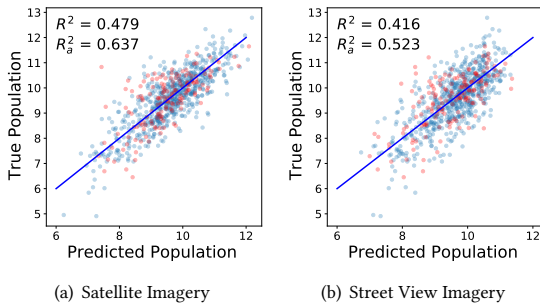 R² = 0.479
R²ₐ = 0.637
13
12
11
10
9
8
7
6
5
True Population
6 8 10 12
Predicted Population
(a) Satellite Imagery
R² = 0.416
R²ₐ = 0.523
13
12
11
10
9
8
7
6
5
True Population
6 8 10 12
Predicted Population
(b) Street View Imagery